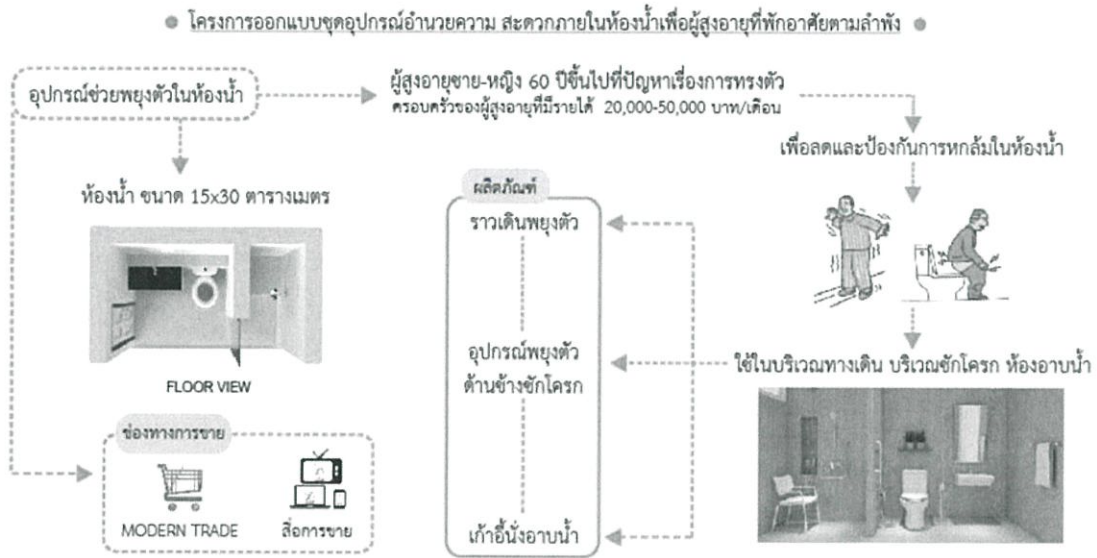 โครงการออกแบบชุดอุปกรณ์อำนวยความ สะดวกภายในห้องน้ำเพื่อผู้สูงอายุที่พักอาศัยตามลำพัง
อุปกรณ์ช่วยพยุงตัวในห้องน้ำ
ผู้สูงอายุชาย-หญิง 60 ปีขึ้นไปที่ปัญหาเรื่องการทรงตัว
ครอบครัวของผู้สูงอายุที่มีรายได้ 20,000-50,000 บาท/เดือน
เพื่อลดและป้องกันการหกล้มในห้องน้ำ
ห้องน้ำ ขนาด 15x30 ตารางเมตร
FLOOR VIEW
ผลิตภัณฑ์
ราวเดินพยุงตัว
อุปกรณ์พยุงตัว
ด้านข้างชักโครก
เก้าอี้นั่งอาบน้ำ
ใช้ในบริเวณทางเดิน บริเวณชักโครก ห้องอาบน้ำ
ช่องทางการขาย
MODERN TRADE
สื่อการขาย